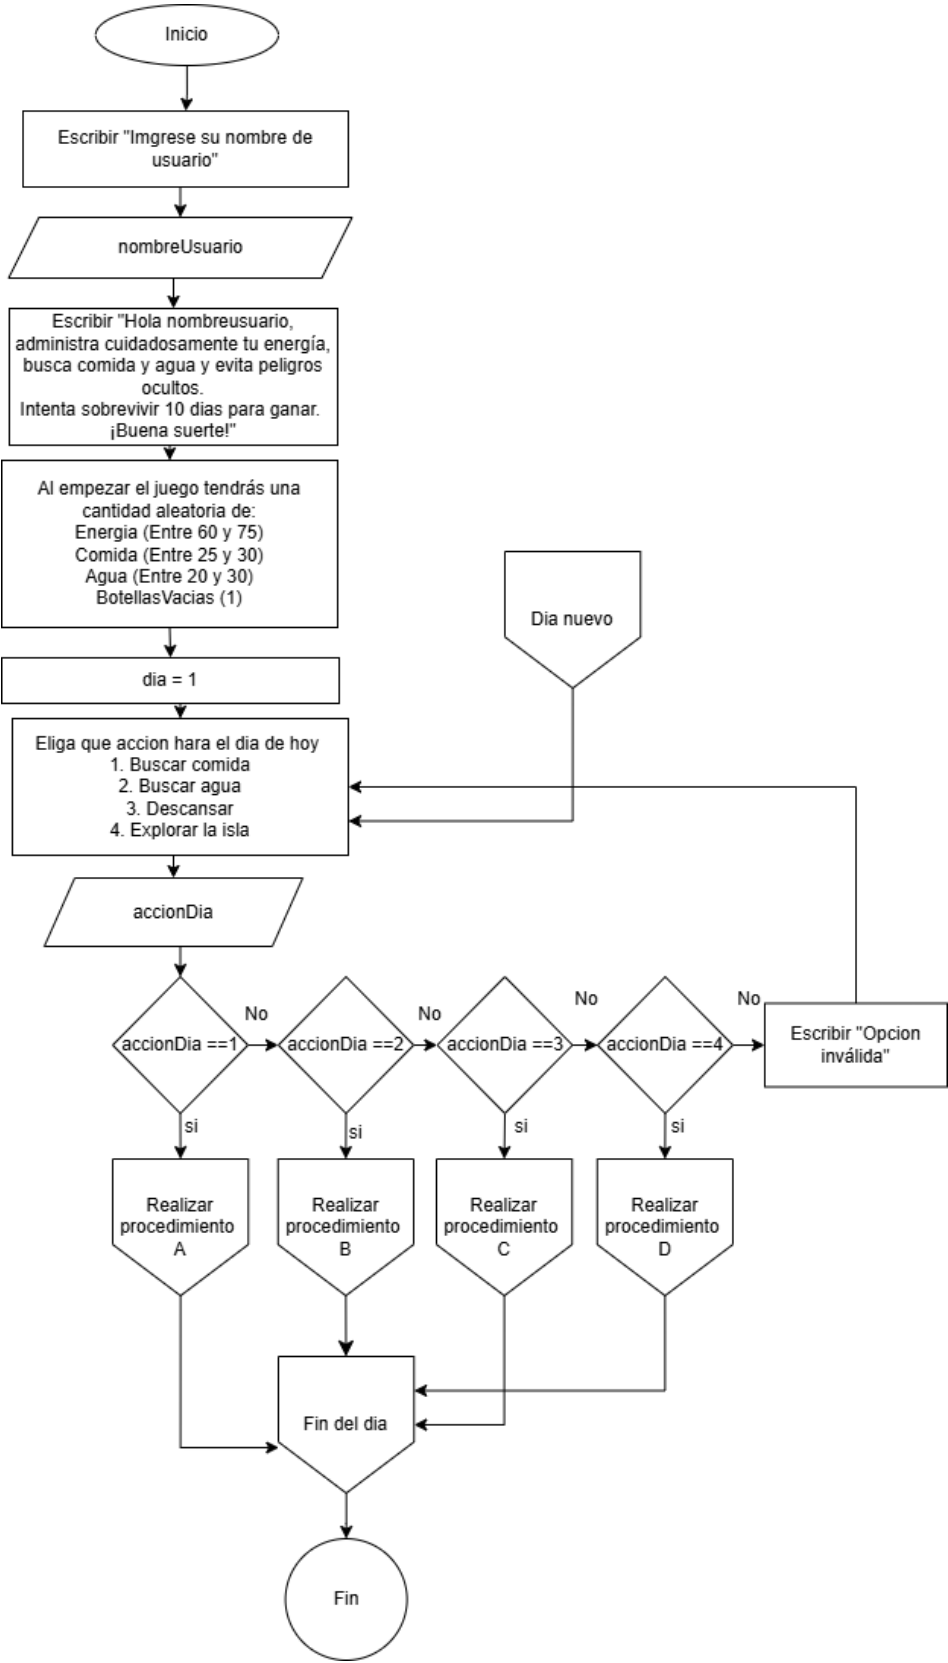 Inicio
Escribir "Imgrese su nombre de
usuario"
nombreUsuario
Escribir "Hola nombreusuario,
administra cuidadosamente tu energía,
busca comida y agua y evita peligros
ocultos.
Intenta sobrevivir 10 dias para ganar.
¡Buena suerte!"
Al empezar el juego tendrás una
cantidad aleatoria de:
Energia (Entre 60 y 75)
Comida (Entre 25 y 30)
Agua (Entre 20 y 30)
BotellasVacias (1)
Dia nuevo
dia = 1
Eliga que accion hara el dia de hoy
1. Buscar comida
2. Buscar agua
3. Descansar
4. Explorar la isla
accionDia
accionDia ==1
No
accionDia ==2
No
accionDia ==3
No
accionDia ==4
No
Escribir "Opcion
inválida"
si
si
si
si
Realizar
procedimiento
A
Realizar
procedimiento
B
Realizar
procedimiento
C
Realizar
procedimiento
D
Fin del dia
Fin